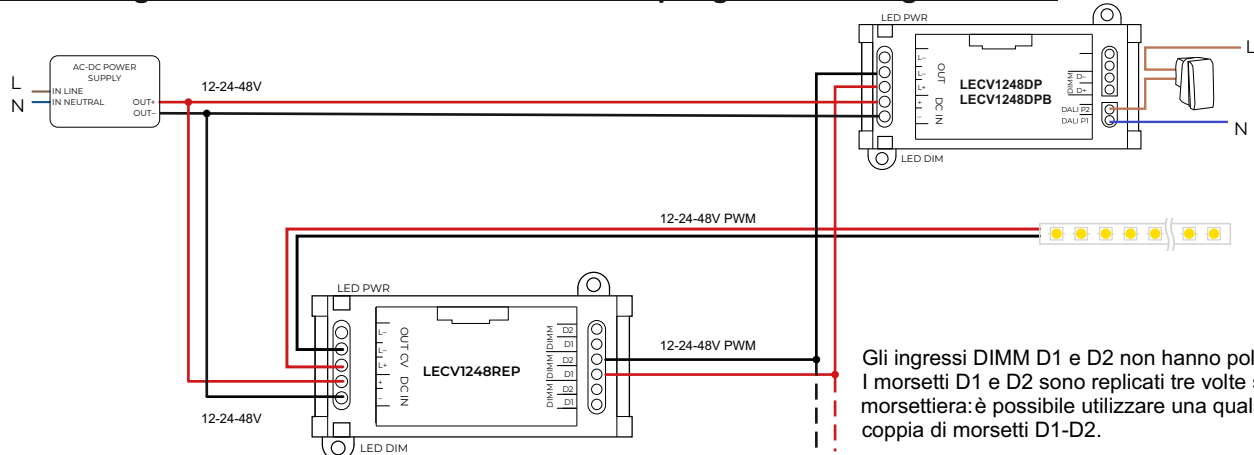 LED PWR
L
AC-DC POWER
SUPPLY
12-24-48V
L
IN LINE
N
IN NEUTRAL
OUT+
OUT–
L–
L–
L+
+
–
OUT
DC IN
LECV1248DP
LECV1248DPB
DIMM
D–
D+
DALI P2
DALI P1
N
LED DIM
12-24-48V PWM
LED PWR
L–
L–
L+
+
–
OUT CV
DC IN
LECV1248REP
DIMM
D2
D1
DIMM
D2
D1
DIMM
D2
D1
12-24-48V PWM
12-24-48V
LED DIM
Gli ingressi DIMM D1 e D2 non hanno
I morsetti D1 e D2 sono replicati tre volte
morsettiera: è possibile utilizzare una
coppia di morsetti D1-D2.